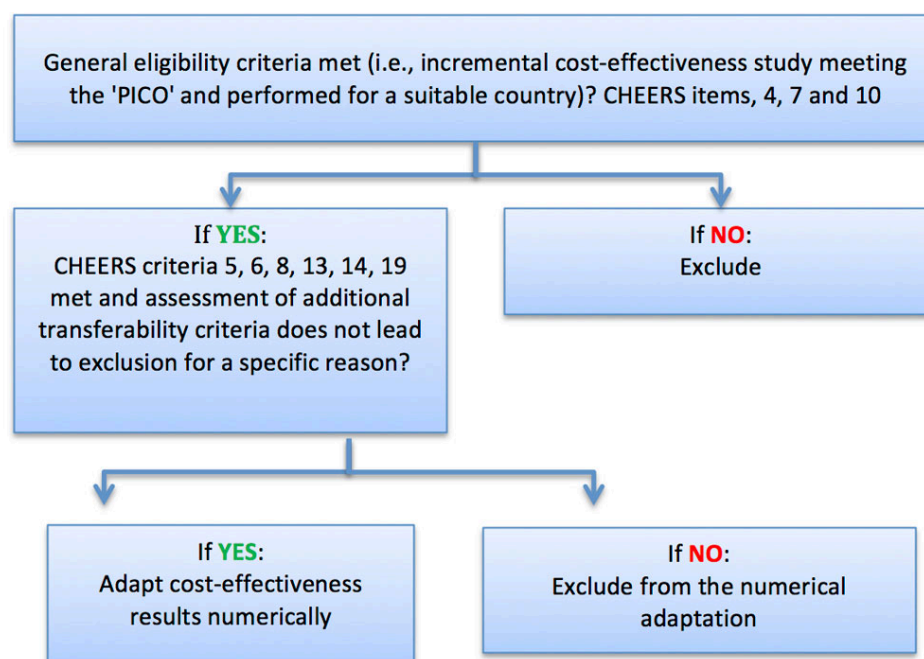 General eligibility criteria met (i.e., incremental cost-effectiveness study meeting
the 'PICO' and performed for a suitable country)? CHEERS items, 4, 7 and 10
If YES:
CHEERS criteria 5, 6, 8, 13, 14, 19
met and assessment of additional
transferability criteria does not lead
to exclusion for a specific reason?
If NO:
Exclude
If YES:
Adapt cost-effectiveness
results numerically
If NO:
Exclude from the numerical
adaptation